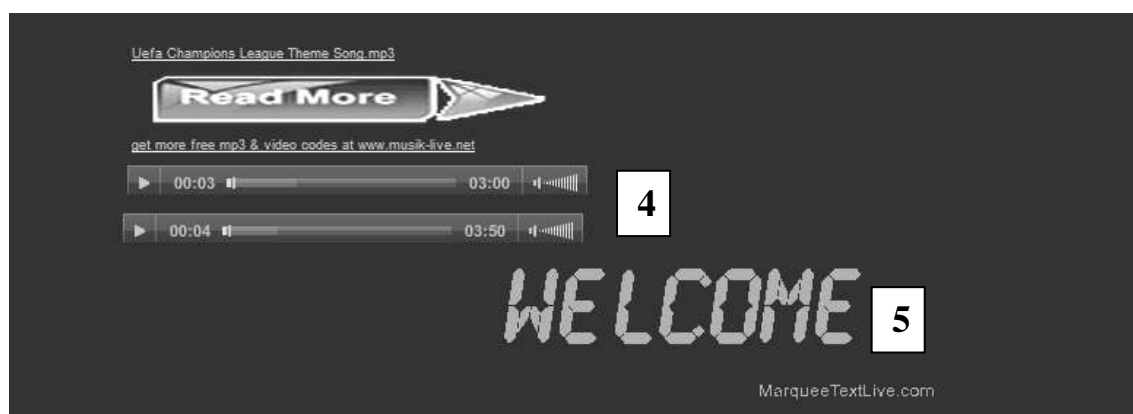 Uefa Champions League Theme Song.mp3
Read More
get more free mp3 & video codes at www.musik-live.net
00:03 03:00
4
00:04 03:50
WELCOME
5
MarqueeTextLive.com